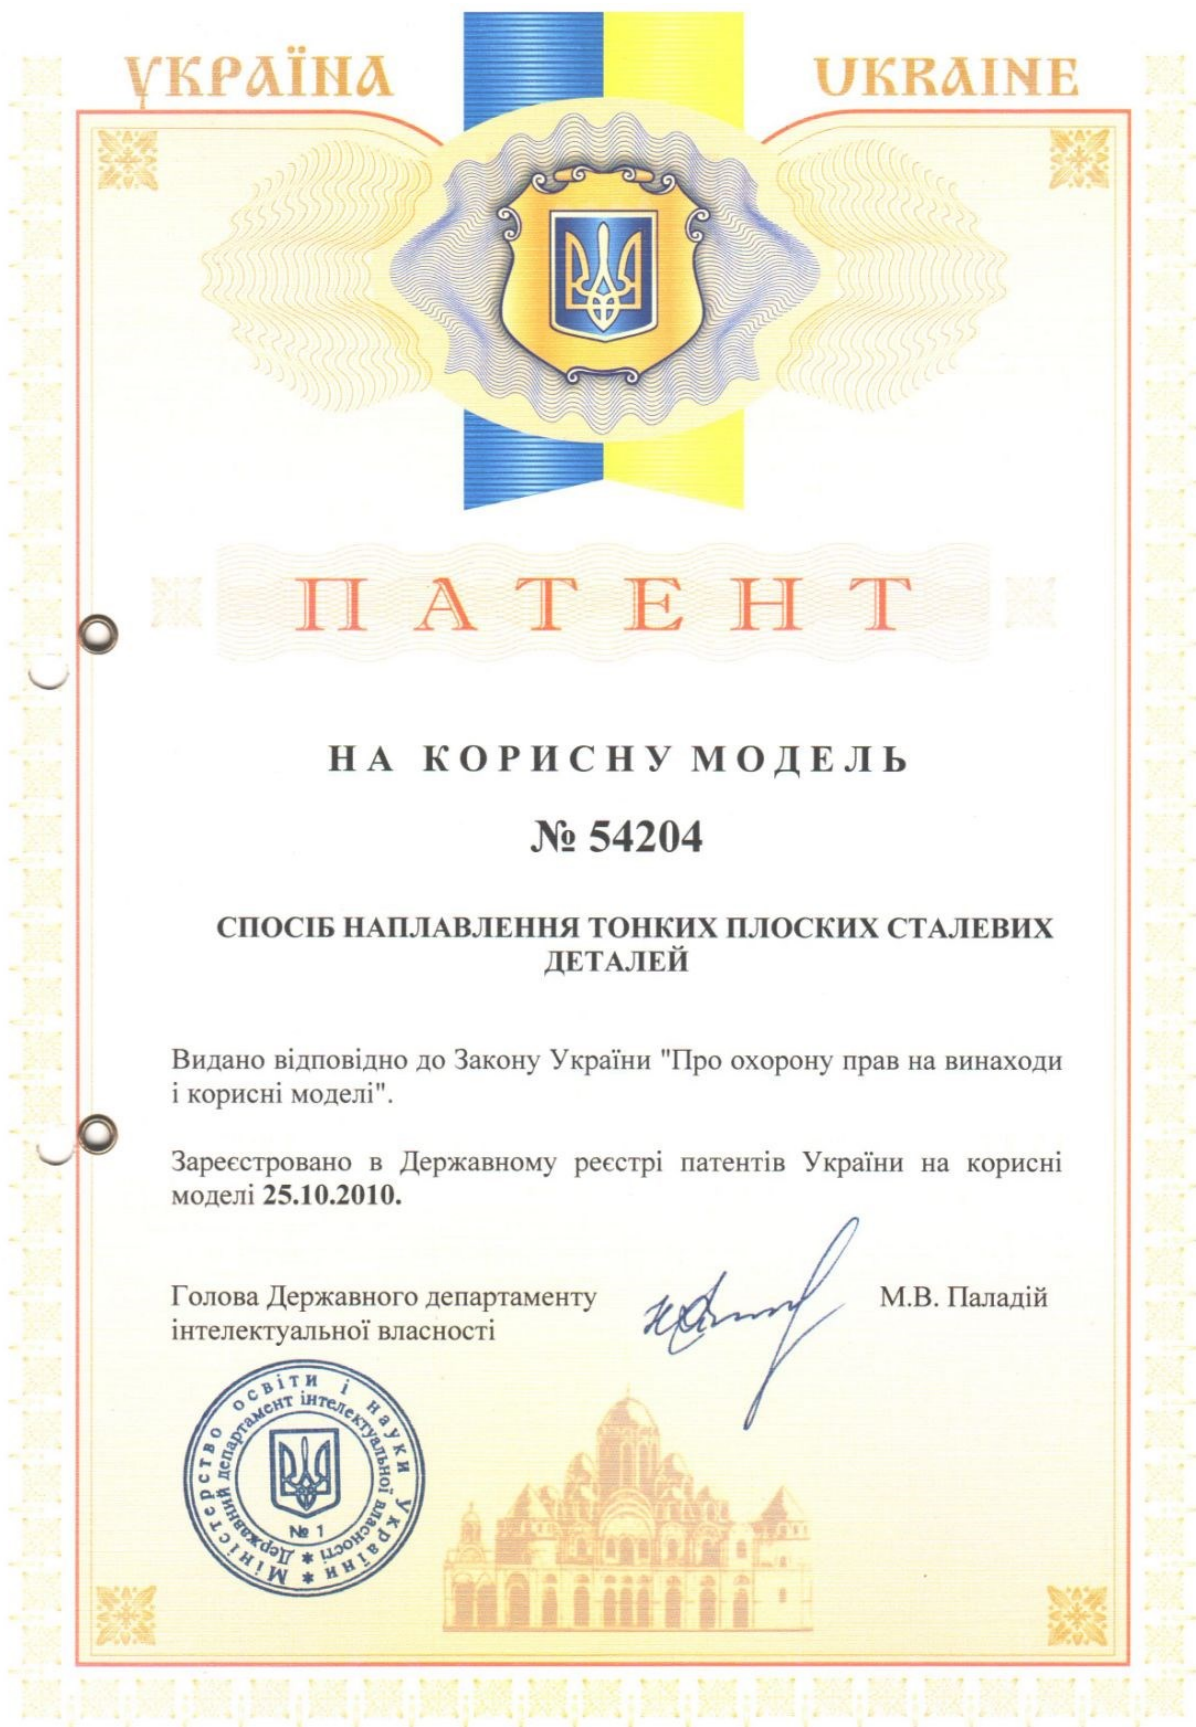 УКРАЇНА
UKRAINE
ПАТЕНТ
НА КОРИСНУ МОДЕЛЬ
№ 54204
СПОСІБ НАПЛАВЛЕННЯ ТОНКИХ ПЛОСКИХ СТАЛЕВИХ
ДЕТАЛЕЙ
Видано відповідно до Закону України "Про охорону прав на винаходи
і корисні моделі".
Зареєстровано в Державному реєстрі патентів України на корисні
моделі 25.10.2010.
Голова Державного департаменту
інтелектуальної власності
М.В. Паладій
Міністерство освіти і науки України *
Державний департамент інтелектуальної власності *
№ 1